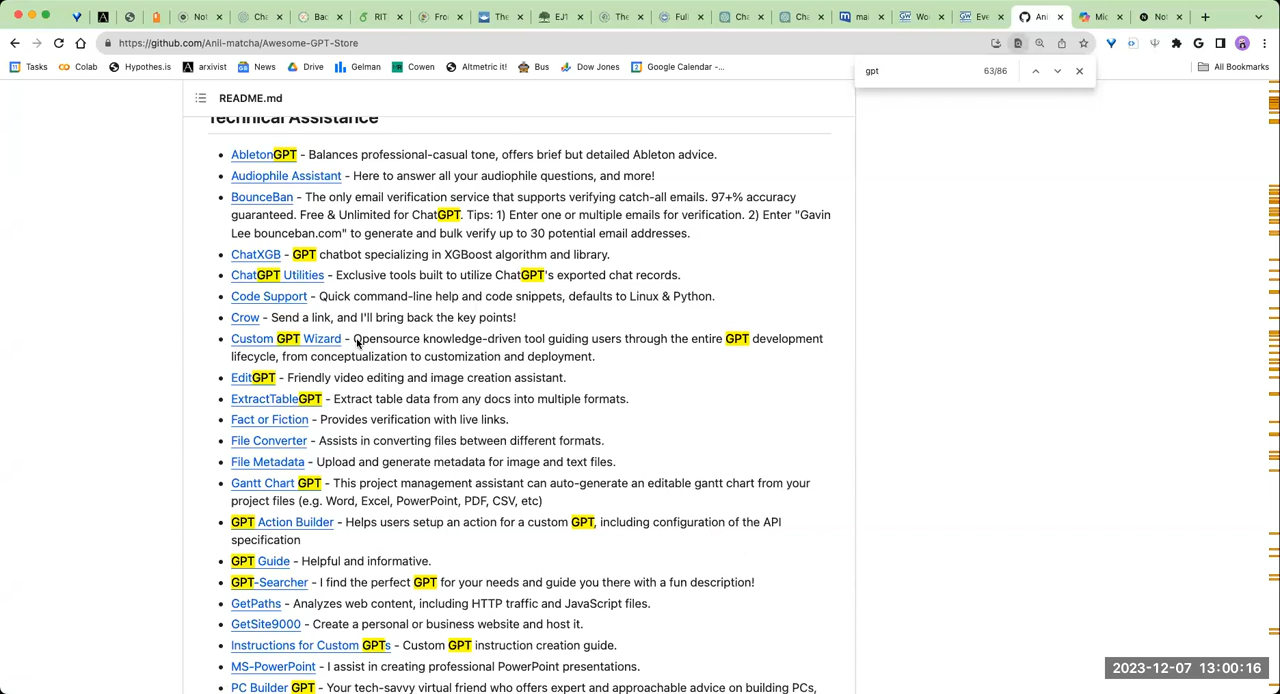 Not
Cha
Bac
RIT
Fro
The
EJ1
The
Full
Cha
Cha
mai
Wo
Eve
Ani
Mic
Not
https://github.com/Anil-matcha/Awesome-GPT-Store
Tasks
Colab
Hypothes.is
arxivist
News
Drive
Gelman
Cowen
Altmetric it!
Bus
Dow Jones
Google Calendar -...
All Bookmarks
gpt
63/86
README.md
Technical Assistance
AbletonGPT - Balances professional-casual tone, offers brief but detailed Ableton advice.
Audiophile Assistant - Here to answer all your audiophile questions, and more!
BounceBan - The only email verification service that supports verifying catch-all emails. 97+% accuracy
guaranteed. Free & Unlimited for ChatGPT. Tips: 1) Enter one or multiple emails for verification. 2) Enter "Gavin
Lee bounceban.com" to generate and bulk verify up to 30 potential email addresses.
ChatXGB - GPT chatbot specializing in XGBoost algorithm and library.
ChatGPT Utilities - Exclusive tools built to utilize ChatGPT's exported chat records.
Code Support - Quick command-line help and code snippets, defaults to Linux & Python.
Crow - Send a link, and I'll bring back the key points!
Custom GPT Wizard - Opensource knowledge-driven tool guiding users through the entire GPT development
lifecycle, from conceptualization to customization and deployment.
EditGPT - Friendly video editing and image creation assistant.
ExtractTableGPT - Extract table data from any docs into multiple formats.
Fact or Fiction - Provides verification with live links.
File Converter - Assists in converting files between different formats.
File Metadata - Upload and generate metadata for image and text files.
Gantt Chart GPT - This project management assistant can auto-generate an editable gantt chart from your
project files (e.g. Word, Excel, PowerPoint, PDF, CSV, etc)
GPT Action Builder - Helps users setup an action for a custom GPT, including configuration of the API
specification
GPT Guide - Helpful and informative.
GPT-Searcher - I find the perfect GPT for your needs and guide you there with a fun description!
GetPaths - Analyzes web content, including HTTP traffic and JavaScript files.
GetSite9000 - Create a personal or business website and host it.
Instructions for Custom GPTs - Custom GPT instruction creation guide.
MS-PowerPoint - I assist in creating professional PowerPoint presentations.
PC Builder GPT - Your tech-savvy virtual friend who offers expert and approachable advice on building PCs,
2023-12-07 13:00:16